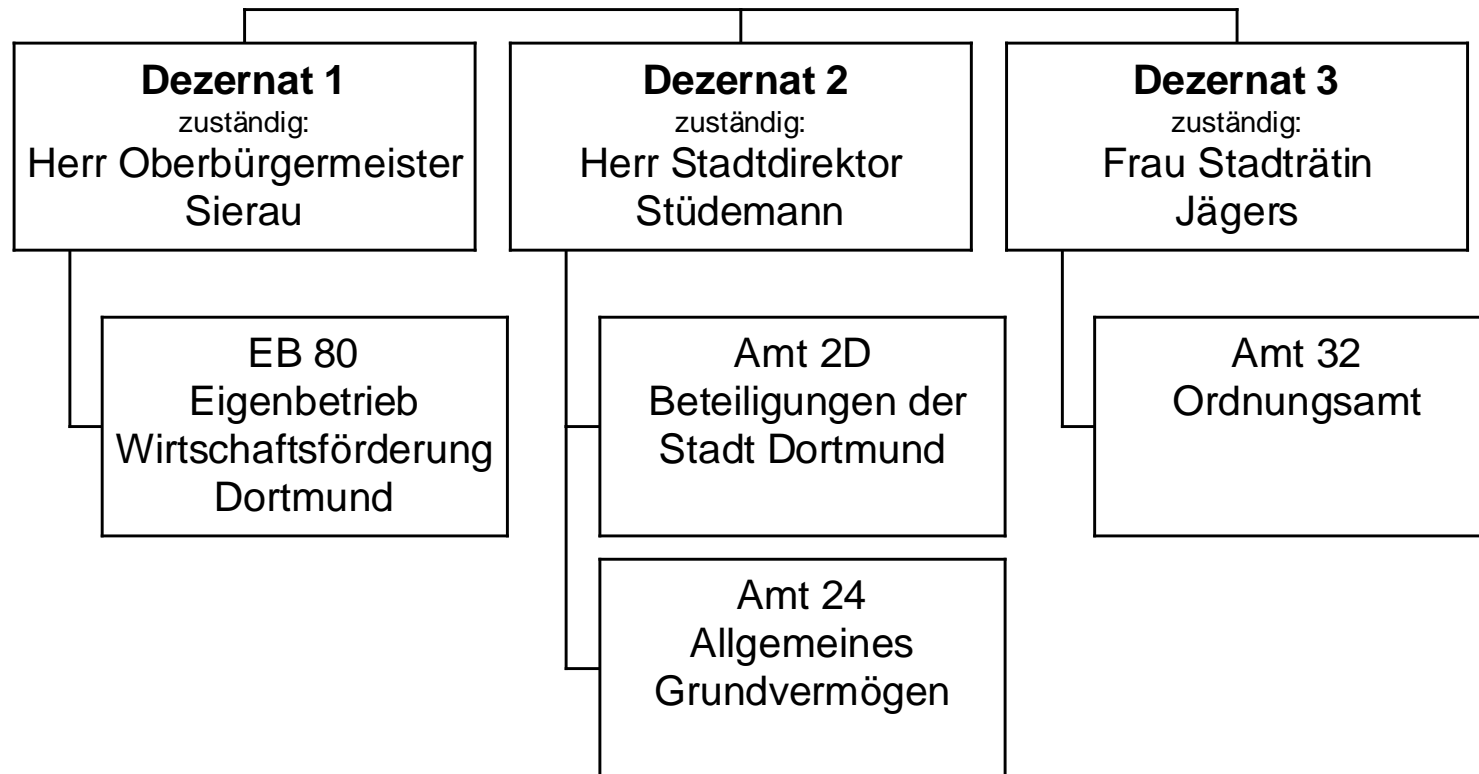 Dezernat 1
zuständig:
Herr Oberbürgermeister
Sierau
Dezernat 2
zuständig:
Herr Stadtdirektor
Stüdemann
Dezernat 3
zuständig:
Frau Stadträtin
Jägers
EB 80
Eigenbetrieb
Wirtschaftsförderung
Dortmund
Amt 2D
Beteiligungen der
Stadt Dortmund
Amt 32
Ordnungsamt
Amt 24
Allgemeines
Grundvermögen